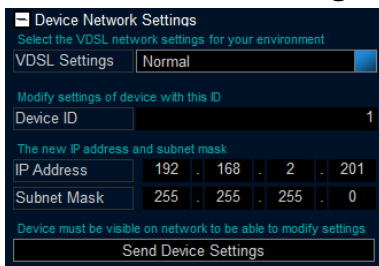 Device Network Settings
Select the VDSL network settings for your environment
VDSL Settings Normal
Modify settings of device with this ID
Device ID 1
The new IP address and subnet mask
IP Address 192 . 168 . 2 . 201
Subnet Mask 255 . 255 . 255 . 0
Device must be visible on network to be able to modify settings
Send Device Settings